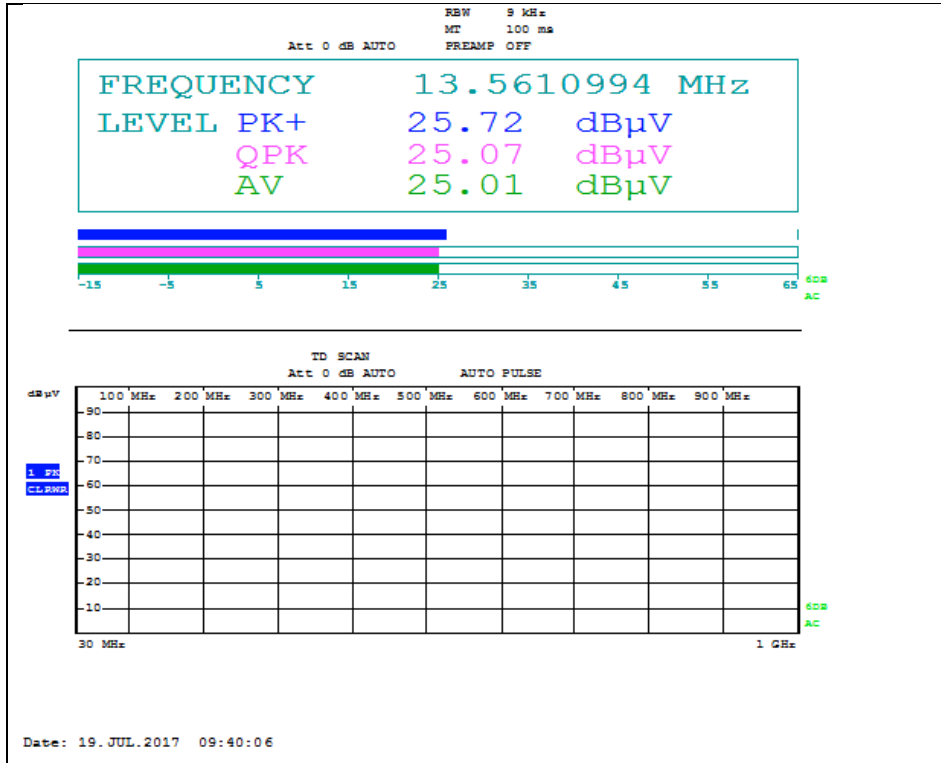 RBW 9 kHz
MT 100 ms
Att 0 dB AUTO PREAMP OFF
FREQUENCY 13.5610994 MHz
LEVEL PK+ 25.72 dBµV
QPK 25.07 dBµV
AV 25.01 dBµV
-15 -5 5 15 25 35 45 55 65
6DB
AC
TD SCAN
Att 0 dB AUTO AUTO PULSE
dBµV
100 MHz 200 MHz 300 MHz 400 MHz 500 MHz 600 MHz 700 MHz 800 MHz 900 MHz
90
80
70
1 PK
CLRWR
60
50
40
30
20
10
6DB
AC
30 MHz 1 GHz
Date: 19.JUL.2017 09:40:06